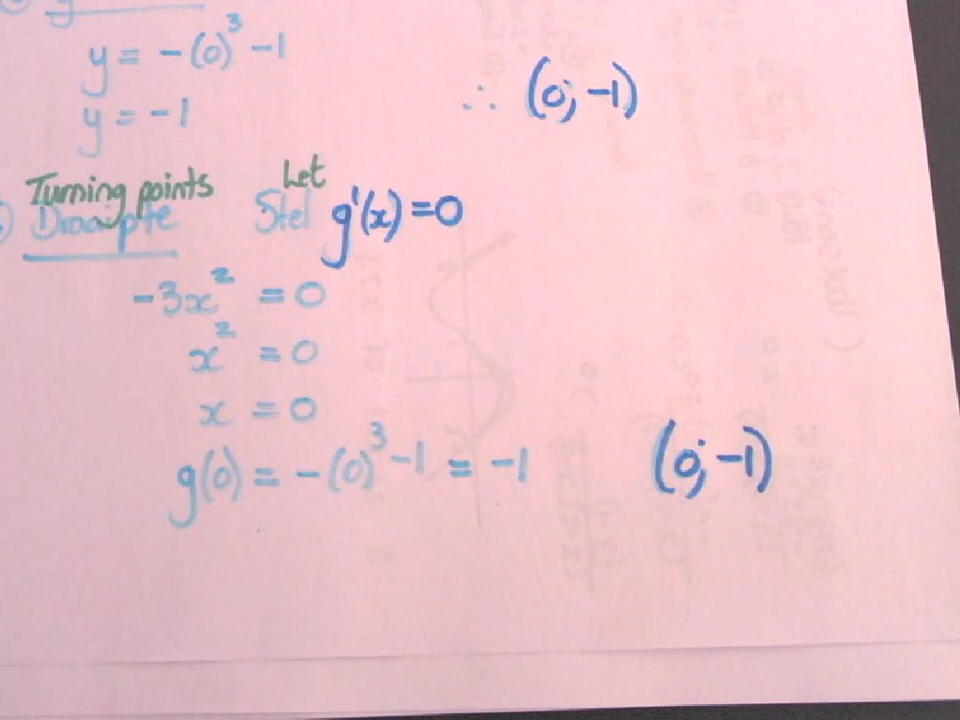 y = -(0)³ - 1
y = -1 ∴ (0; -1)
Turning points Let
Draaipte Stel g'(x) = 0
-3x² = 0
x² = 0
x = 0
g(0) = -(0)³ - 1 = -1 (0; -1)